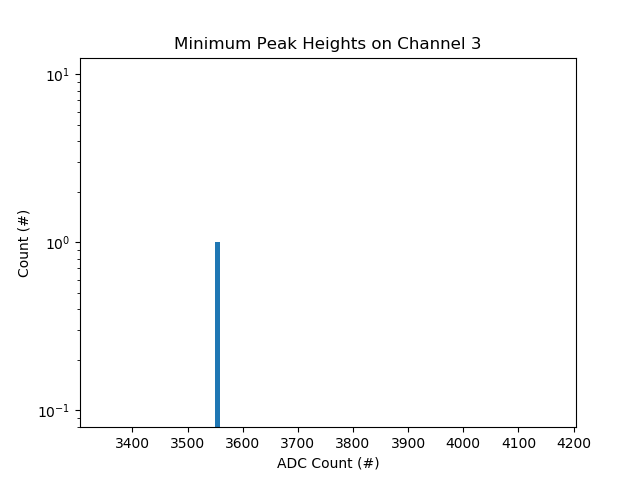 Minimum Peak Heights on Channel 3
Count (#)
10¹
10⁰
10⁻¹
3400 3500 3600 3700 3800 3900 4000 4100 4200
ADC Count (#)